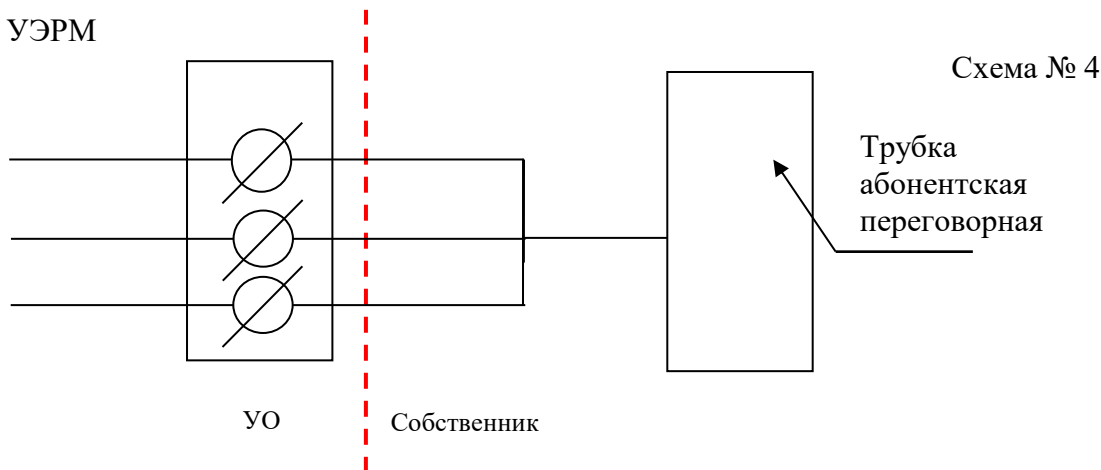 УЭРМ
Схема № 4
Трубка
абонентская
переговорная
УО
Собственник